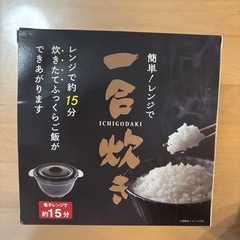 簡単！レンジで
一合炊き
ICHIGODAKI
レンジで約15分
炊きたてふっくらご飯が
できあがります
電子レンジで
約15分